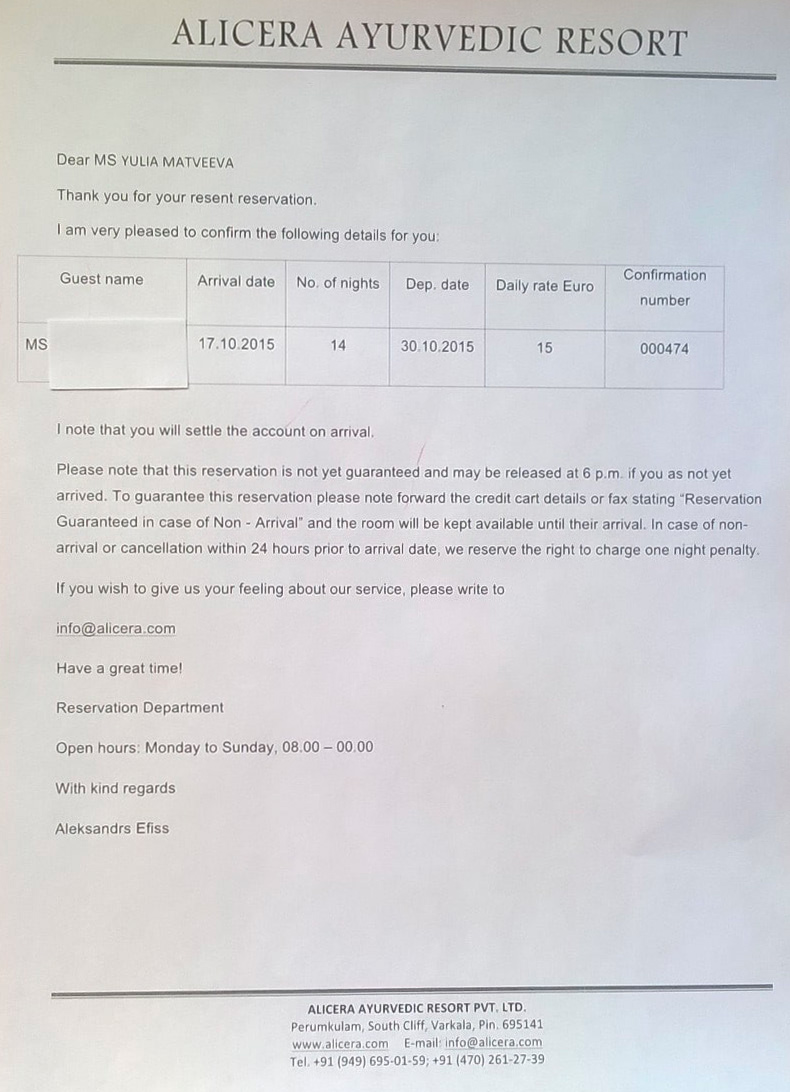 ALICERA AYURVEDIC RESORT
Dear MS YULIA MATVEEVA
Thank you for your resent reservation.
I am very pleased to confirm the following details for you:
Guest name Arrival date No. of nights Dep. date Daily rate Euro Confirmation number
MS 17.10.2015 14 30.10.2015 15 000474
I note that you will settle the account on arrival.
Please note that this reservation is not yet guaranteed and may be released at 6 p.m. if you as not yet
arrived. To guarantee this reservation please note forward the credit cart details or fax stating “Reservation
Guaranteed in case of Non - Arrival” and the room will be kept available until their arrival. In case of non-
arrival or cancellation within 24 hours prior to arrival date, we reserve the right to charge one night penalty.
If you wish to give us your feeling about our service, please write to
info@alicera.com
Have a great time!
Reservation Department
Open hours: Monday to Sunday, 08.00 – 00.00
With kind regards
Aleksandrs Efiss
ALICERA AYURVEDIC RESORT PVT. LTD.
Perumkulam, South Cliff, Varkala, Pin. 695141
www.alicera.com E-mail: info@alicera.com
Tel. +91 (949) 695-01-59; +91 (470) 261-27-39